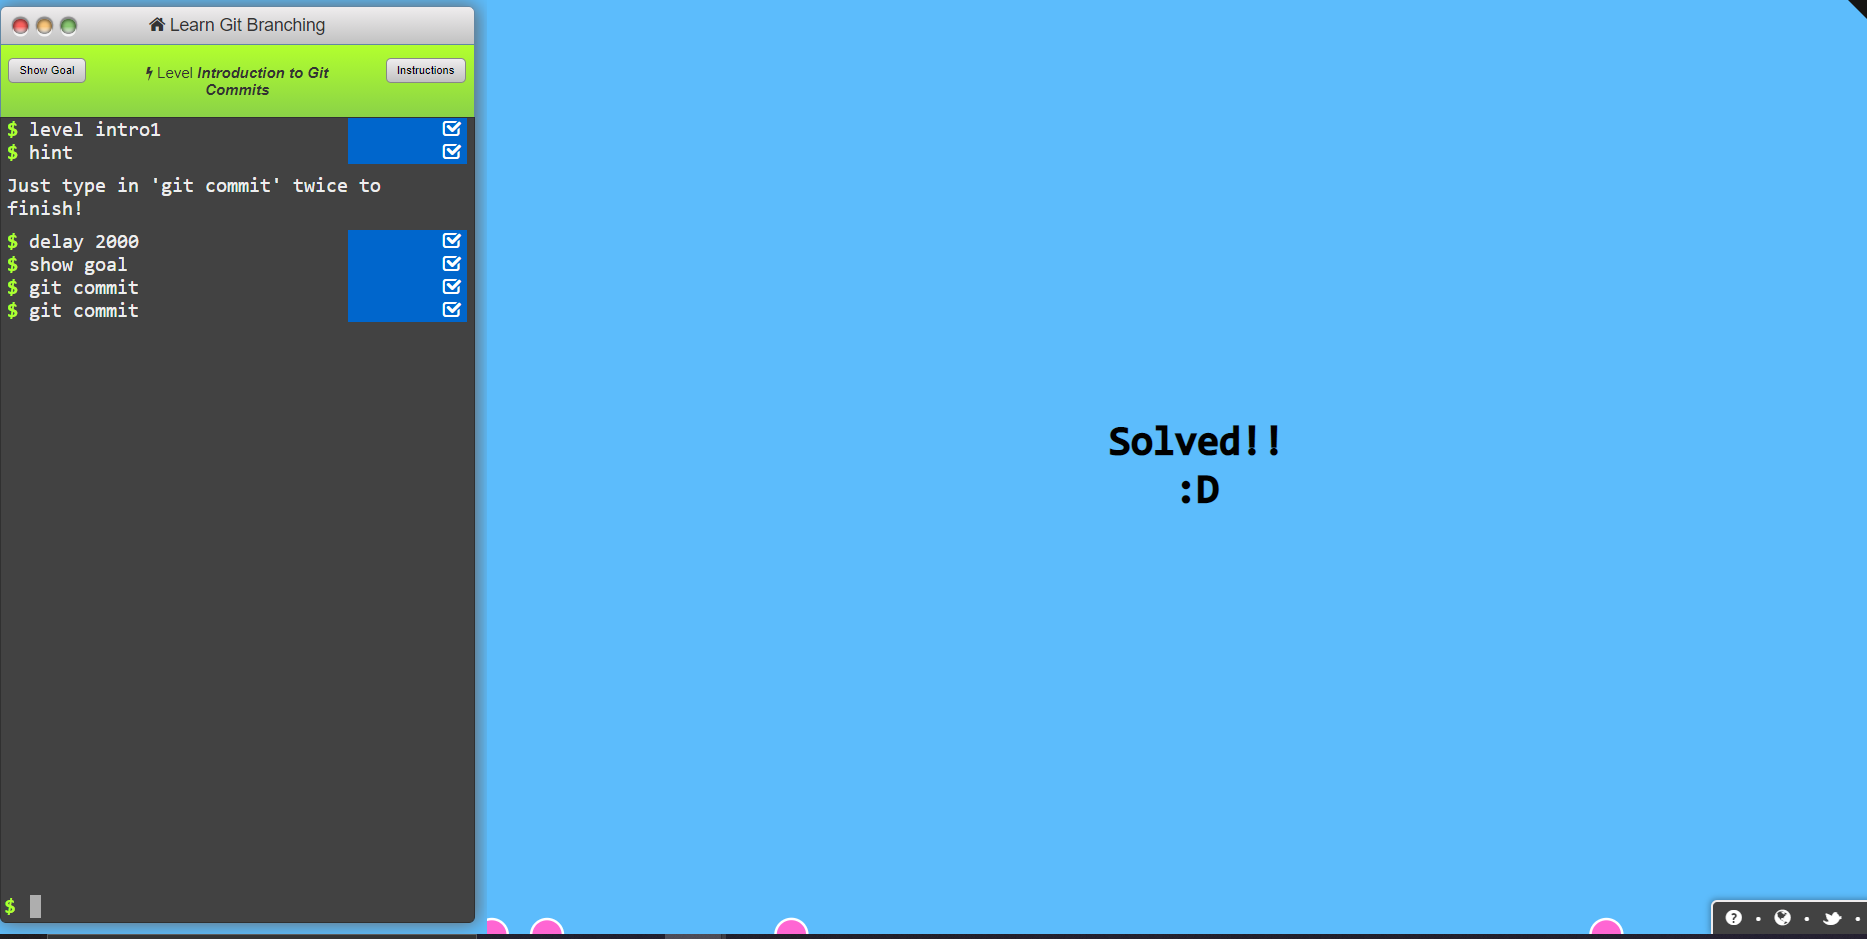 Learn Git Branching
Show Goal
Level Introduction to Git
Commits
Instructions
$ level intro1
$ hint
Just type in 'git commit' twice to
finish!
$ delay 2000
$ show goal
$ git commit
$ git commit
$
Solved!!
:D